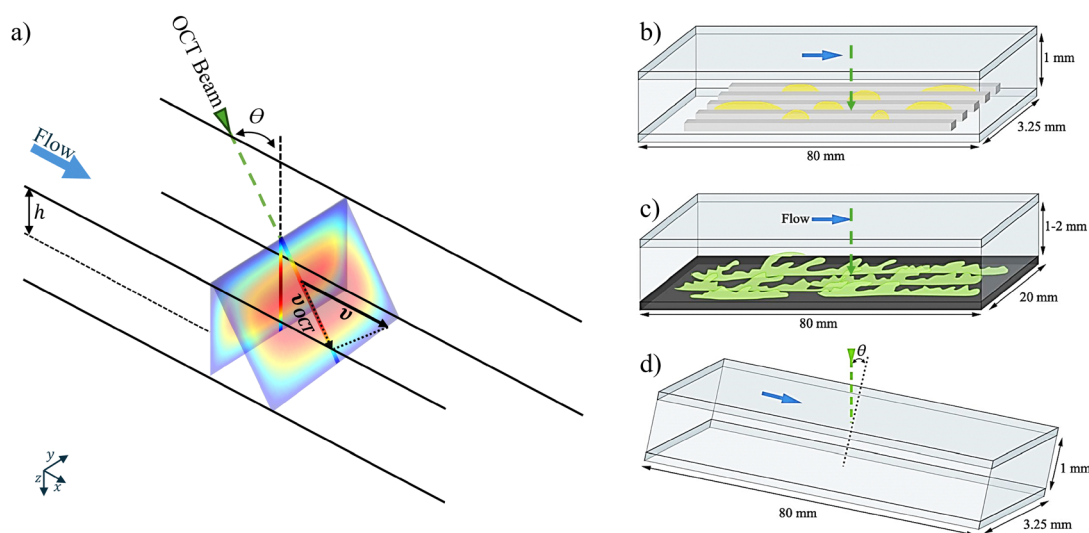 a)
OCT Beam
Θ
Flow
h
υ OCT
υ
y
z
x
b)
1 mm
3.25 mm
80 mm
c)
Flow
1-2 mm
20 mm
80 mm
d)
θ
1 mm
80 mm
3.25 mm